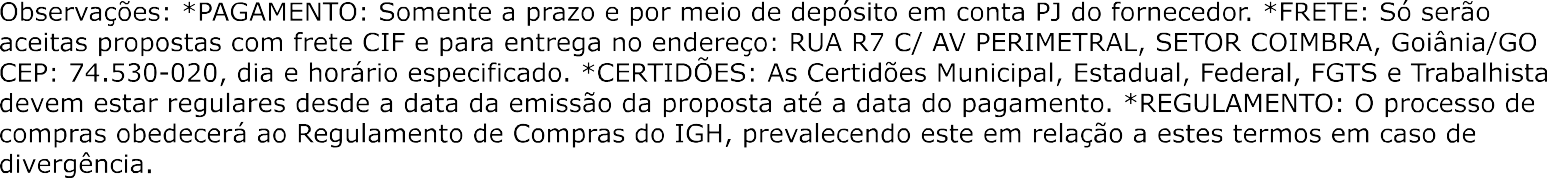 Observações: *PAGAMENTO: Somente a prazo e por meio de depósito em conta PJ do fornecedor. *FRETE: Só serão
aceitas propostas com frete CIF e para entrega no endereço: RUA R7 C/ AV PERIMETRAL, SETOR COIMBRA, Goiânia/GO
CEP: 74.530-020, dia e horário especificado. *CERTIDÕES: As Certidões Municipal, Estadual, Federal, FGTS e Trabalhista
devem estar regulares desde a data da emissão da proposta até a data do pagamento. *REGULAMENTO: O processo de
compras obedecerá ao Regulamento de Compras do IGH, prevalecendo este em relação a estes termos em caso de
divergência.